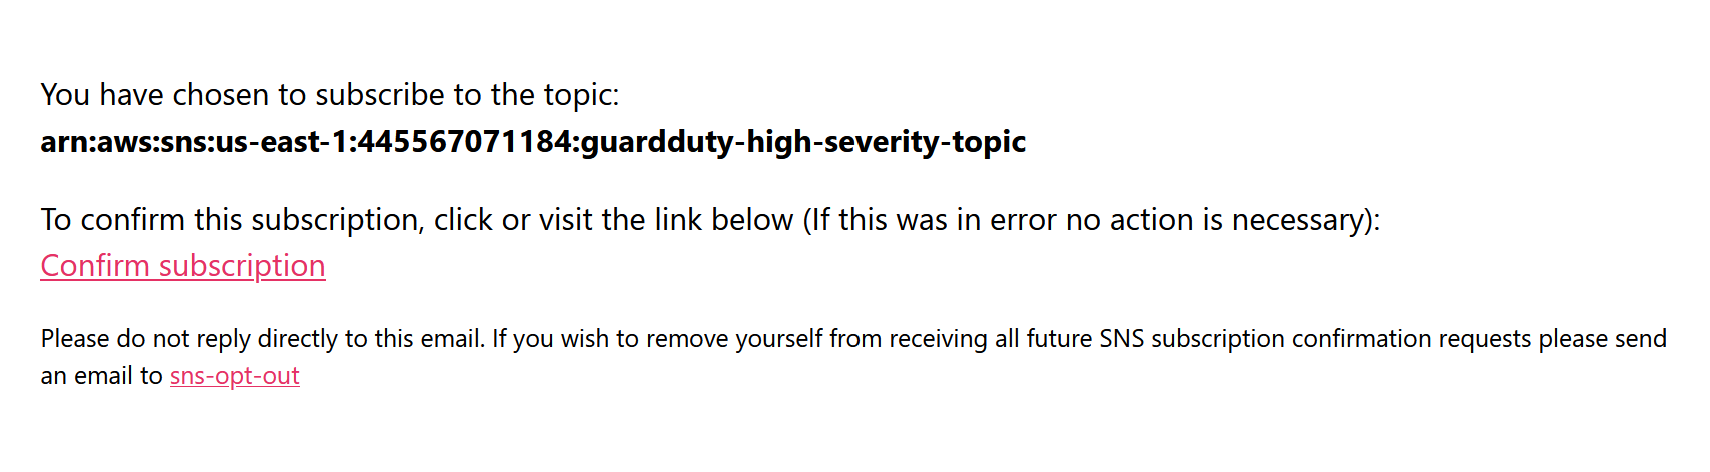 You have chosen to subscribe to the topic:
arn:aws:sns:us-east-1:445567071184:guardduty-high-severity-topic
To confirm this subscription, click or visit the link below (If this was in error no action is necessary):
Confirm subscription
Please do not reply directly to this email. If you wish to remove yourself from receiving all future SNS subscription confirmation requests please send
an email to sns-opt-out